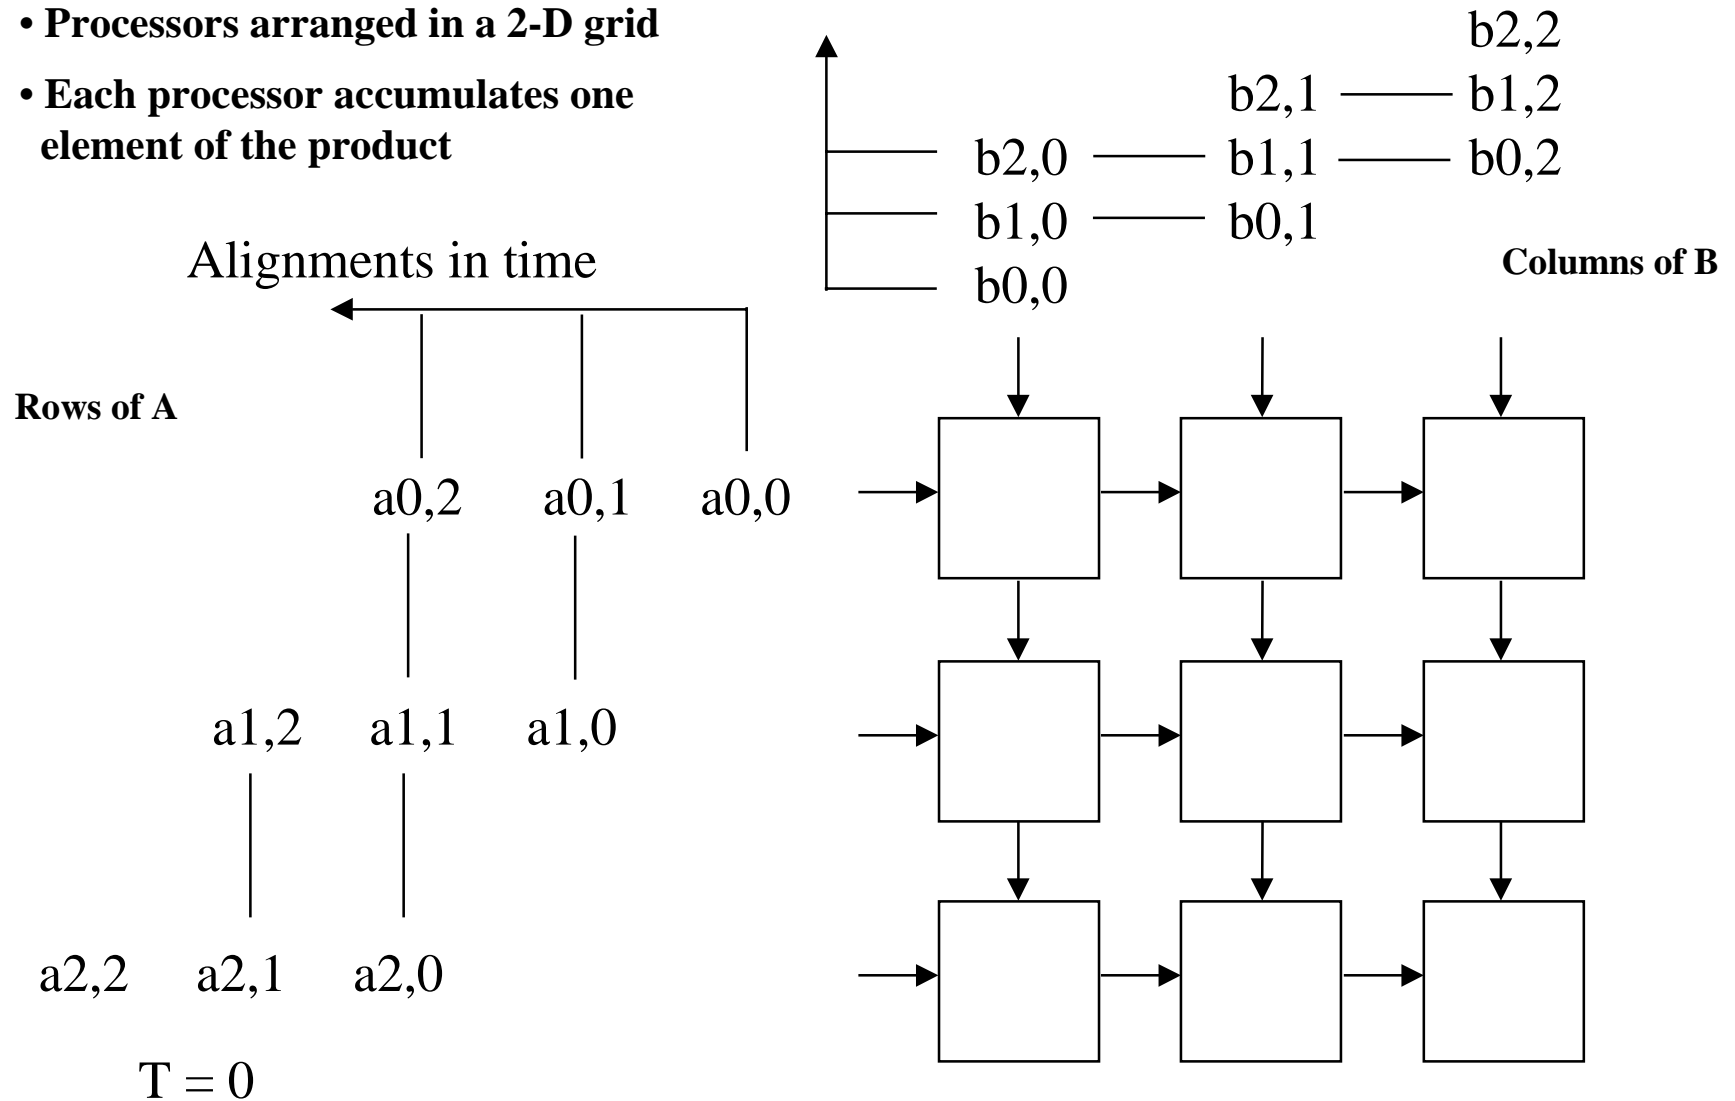 • Processors arranged in a 2-D grid
• Each processor accumulates one
element of the product
b2,2
b2,1 b1,2
b2,0 b1,1 b0,2
b1,0 b0,1
b0,0
Columns of B
Alignments in time
Rows of A
a0,2 a0,1 a0,0
a1,2 a1,1 a1,0
a2,2 a2,1 a2,0
T = 0